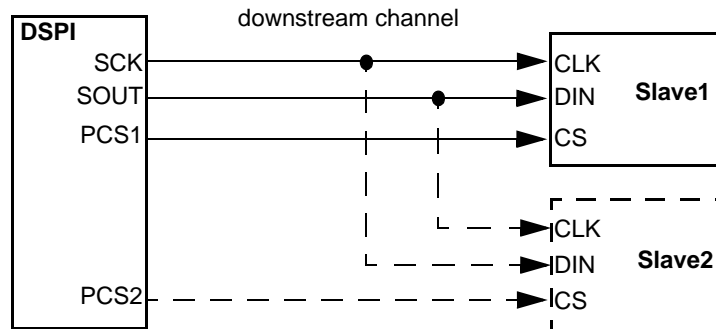 downstream channel
DSPI
SCK
SOUT
PCS1
PCS2
CLK
DIN
CS
Slave1
CLK
DIN
CS
Slave2